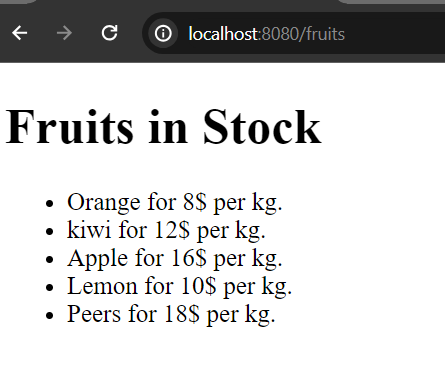 localhost:8080/fruits
Fruits in Stock
Orange for 8$ per kg.
kiwi for 12$ per kg.
Apple for 16$ per kg.
Lemon for 10$ per kg.
Peers for 18$ per kg.